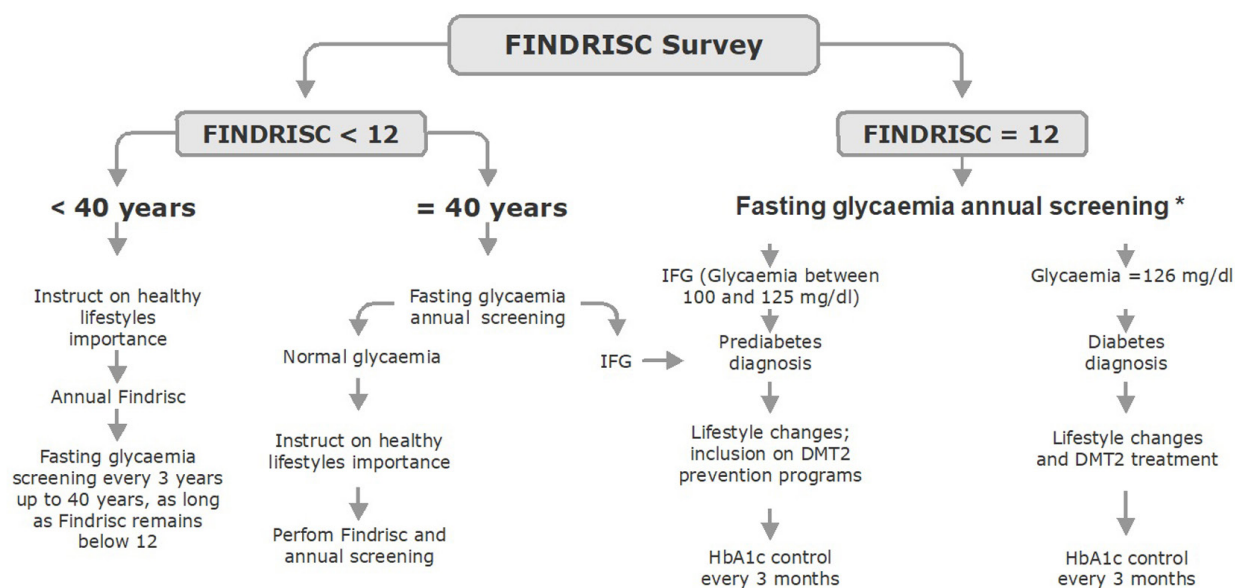 FINDRISC Survey
FINDRISC < 12
FINDRISC = 12
< 40 years
= 40 years
Fasting glycaemia annual screening *
Instruct on healthy
lifestyles
importance
Annual Findrisc
Fasting glycaemia
screening every 3 years
up to 40 years, as long
as Findrisc remains
below 12
Fasting glycaemia
annual screening
Normal glycaemia
IFG
Instruct on healthy
lifestyles importance
Perfom Findrisc and
annual screening
IFG (Glycaemia between
100 and 125 mg/dl)
Prediabetes
diagnosis
Lifestyle changes;
inclusion on DMT2
prevention programs
HbA1c control
every 3 months
Glycaemia =126 mg/dl
Diabetes
diagnosis
Lifestyle changes
and DMT2 treatment
HbA1c control
every 3 months